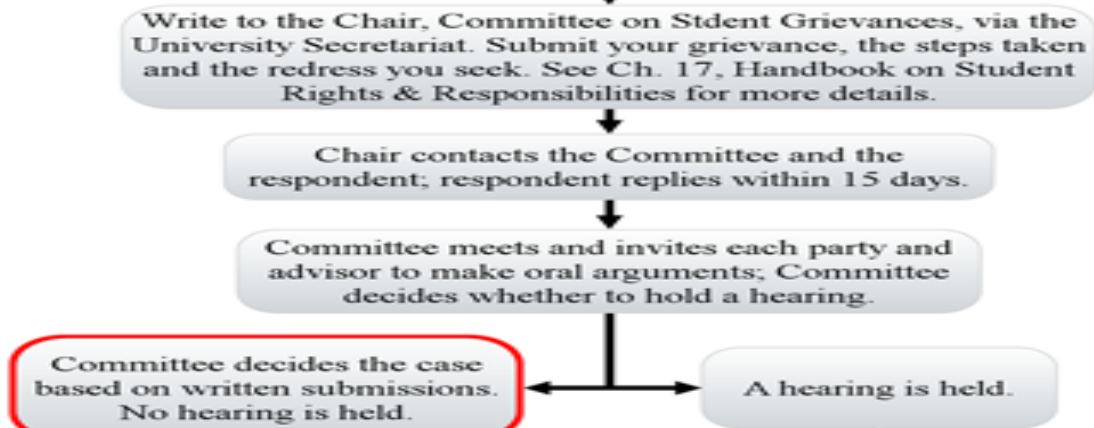 Write to the Chair, Committee on Stdent Grievances, via the
University Secretariat. Submit your grievance, the steps taken
and the redress you seek. See Ch. 17, Handbook on Student
Rights & Responsibilities for more details.
Chair contacts the Committee and the
respondent; respondent replies within 15 days.
Committee meets and invites each party and
advisor to make oral arguments; Committee
decides whether to hold a hearing.
Committee decides the case
based on written submissions.
No hearing is held.
A hearing is held.